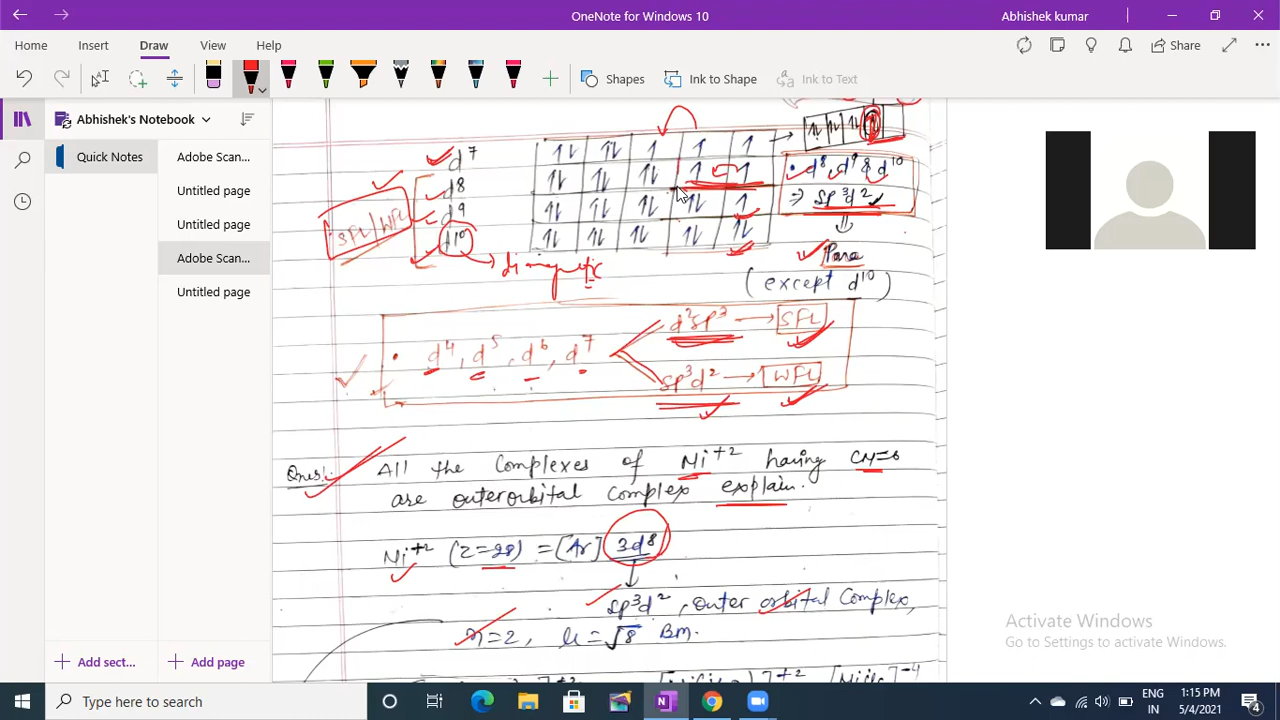 OneNote for Windows 10
Abhishek kumar
Home Insert Draw View Help
Share
Shapes Ink to Shape Ink to Text
Abhishek's Notebook
Quick Notes
Adobe Scan...
Untitled page
Untitled page
Adobe Scan...
Untitled page
Add sect...
Add page
d7
d8
d9
d10
SFL/WFL
• d8, d9 & d10
⇒ sp3d2
Para
(except d10)
• d4, d5, d6, d7
d2sp3 → SFL
sp3d2 → WFL
Ques:- All the Complexes of Ni+2 having CN=6
are outerorbital Complex explain.
Ni+2 (Z=28) = [Ar] 3d8
sp3d2, outer orbital Complex,
n=2, μ=√8 BM.
Activate Windows
Go to Settings to activate Windows.
Type here to search
ENG
IN
1:15 PM
5/4/2021
4